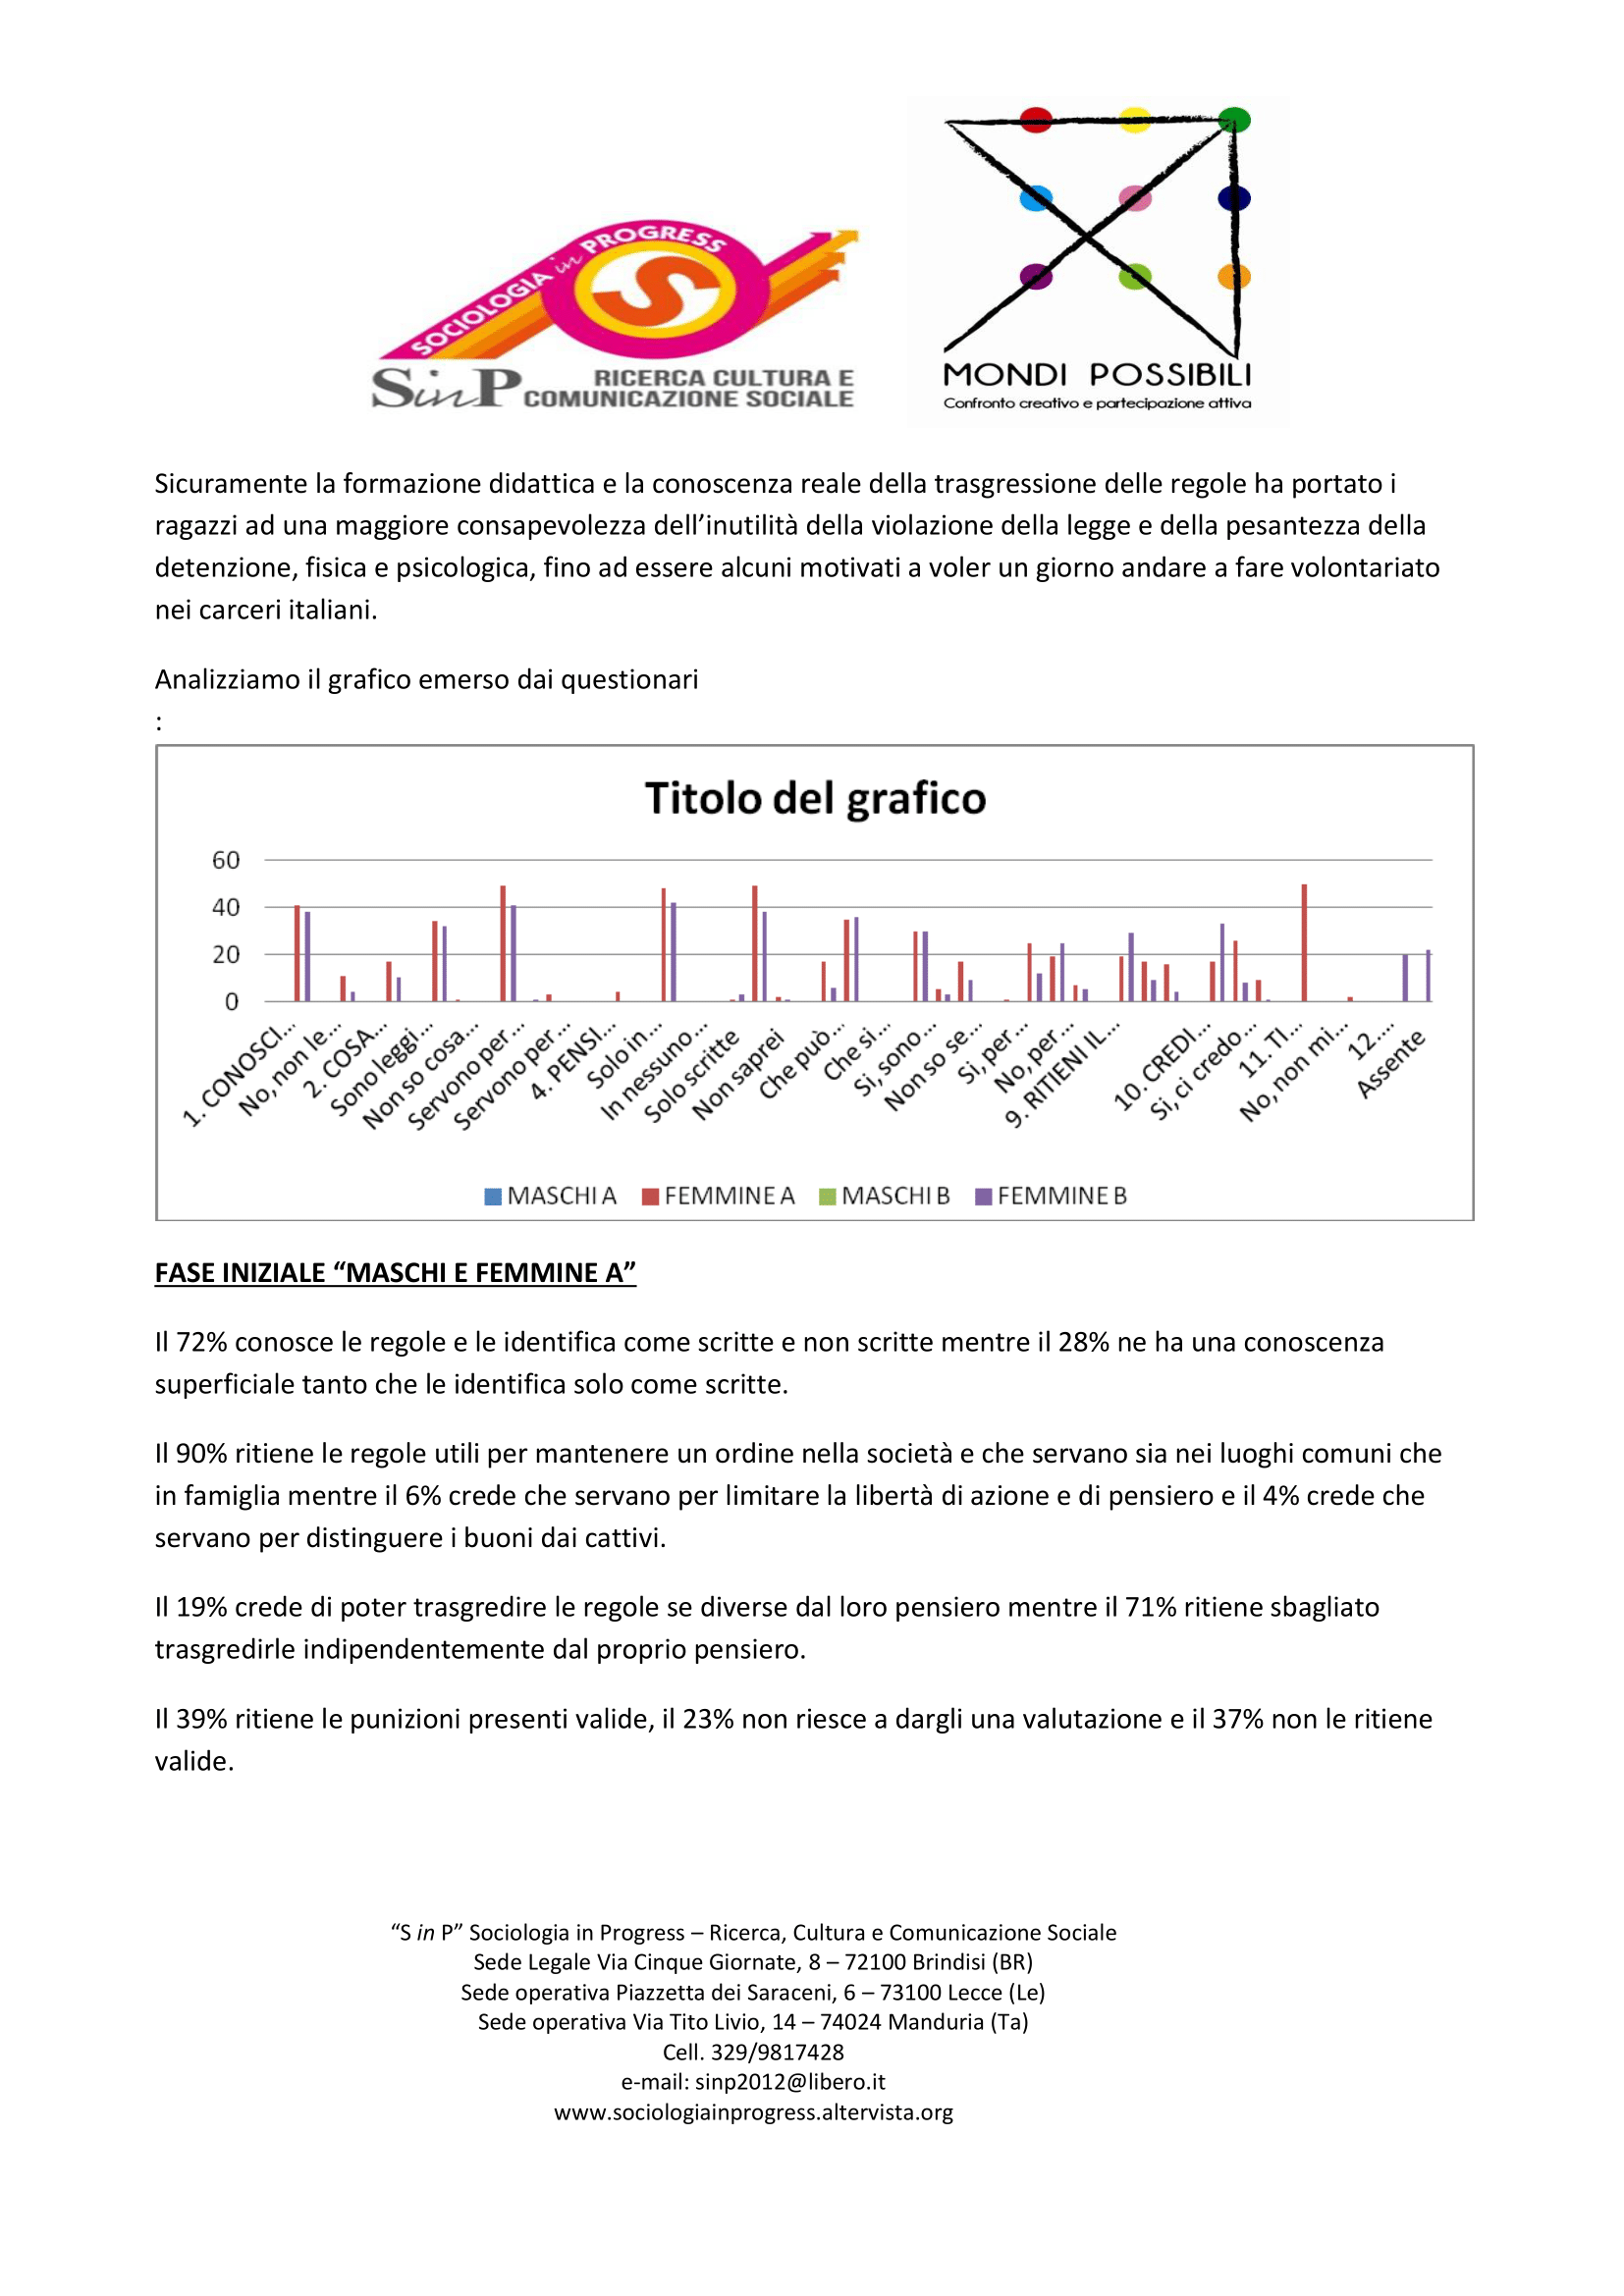 SOCIOLOGIA in PROGRESS
SinP RICERCA CULTURA E
COMUNICAZIONE SOCIALE
MONDI POSSIBILI
Confronto creativo e partecipazione attiva
Sicuramente la formazione didattica e la conoscenza reale della trasgressione delle regole ha portato i
ragazzi ad una maggiore consapevolezza dell’inutilità della violazione della legge e della pesantezza della
detenzione, fisica e psicologica, fino ad essere alcuni motivati a voler un giorno andare a fare volontariato
nei carceri italiani.
Analizziamo il grafico emerso dai questionari
:
Titolo del grafico
60
40
20
0
1. CONOSCI...
No, non le...
2. COSA...
Sono leggi...
Non so cosa...
Servono per...
Servono per...
4. PENSI...
Solo in...
In nessuno...
Solo scritte
Non saprei
Che può...
Che si...
Si, sono...
Non so se...
Si, per...
No, per...
9. RITIENI IL...
10. CREDI...
Si, ci credo...
11. TI...
No, non mi...
12....
Assente
MASCHI A FEMMINE A MASCHI B FEMMINE B
FASE INIZIALE “MASCHI E FEMMINE A”
Il 72% conosce le regole e le identifica come scritte e non scritte mentre il 28% ne ha una conoscenza
superficiale tanto che le identifica solo come scritte.
Il 90% ritiene le regole utili per mantenere un ordine nella società e che servano sia nei luoghi comuni che
in famiglia mentre il 6% crede che servano per limitare la libertà di azione e di pensiero e il 4% crede che
servano per distinguere i buoni dai cattivi.
Il 19% crede di poter trasgredire le regole se diverse dal loro pensiero mentre il 71% ritiene sbagliato
trasgredirle indipendentemente dal proprio pensiero.
Il 39% ritiene le punizioni presenti valide, il 23% non riesce a dargli una valutazione e il 37% non le ritiene
valide.
“S in P” Sociologia in Progress – Ricerca, Cultura e Comunicazione Sociale
Sede Legale Via Cinque Giornate, 8 – 72100 Brindisi (BR)
Sede operativa Piazzetta dei Saraceni, 6 – 73100 Lecce (Le)
Sede operativa Via Tito Livio, 14 – 74024 Manduria (Ta)
Cell. 329/9817428
e-mail: sinp2012@libero.it
www.sociologiainprogress.altervista.org